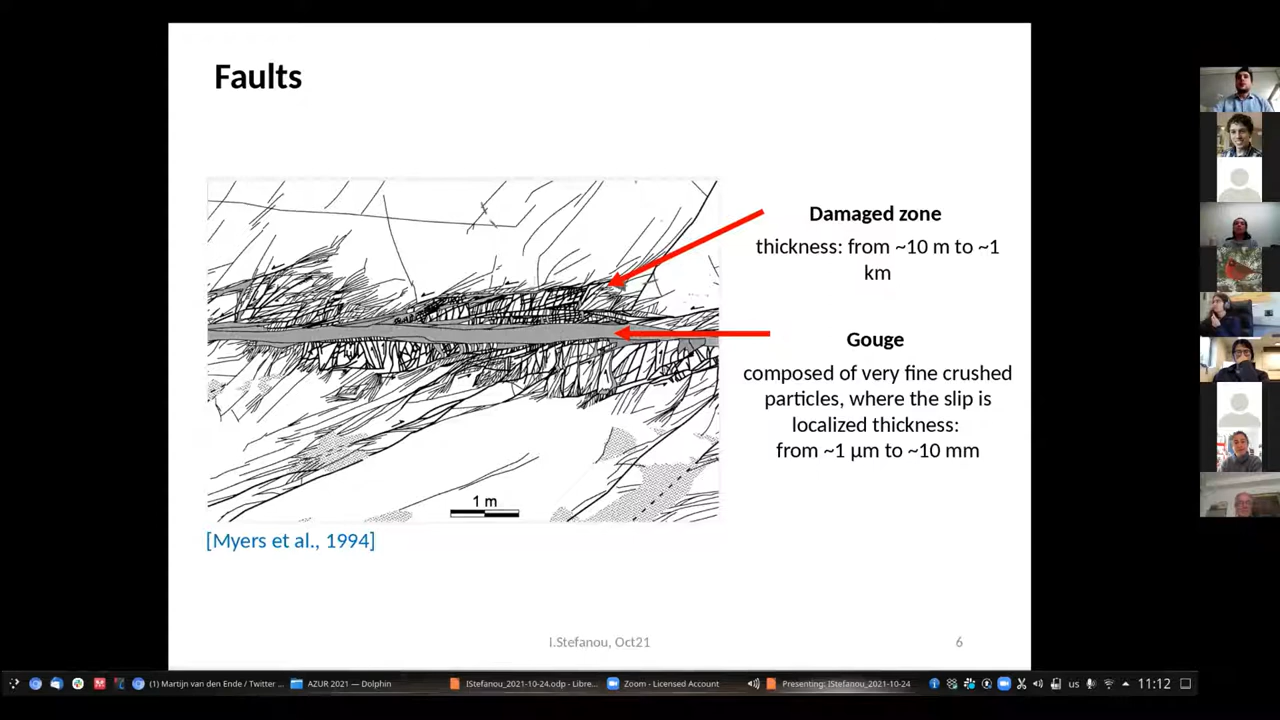 Faults
Damaged zone
thickness: from ~10 m to ~1
km
Gouge
composed of very fine crushed
particles, where the slip is
localized thickness:
from ~1 μm to ~10 mm
1 m
[Myers et al., 1994]
I.Stefanou, Oct21
6
(1) Martijn van den Ende / Twitter ...
AZUR 2021 — Dolphin
IStefanou_2021-10-24.odp - Libre...
Zoom - Licensed Account
Presenting: IStefanou_2021-10-24
us
11:12